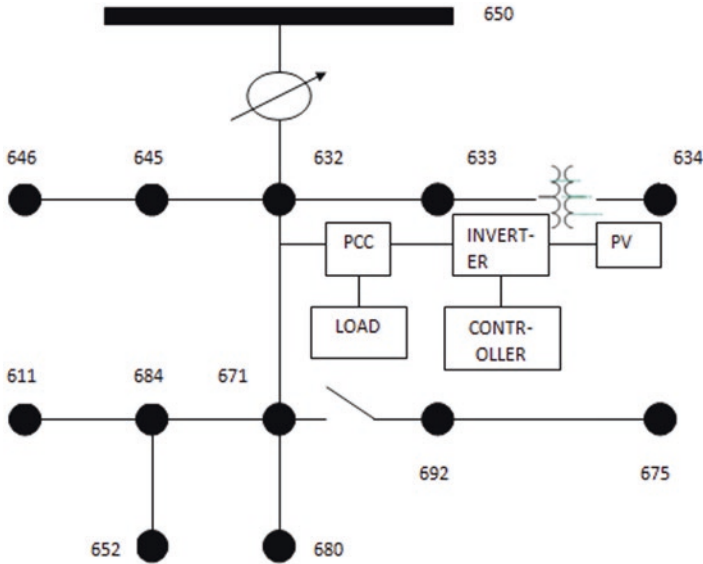 650
646
645
632
633
634
PCC
INVERT-
ER
PV
LOAD
CONTR-
OLLER
611
684
671
692
675
652
680